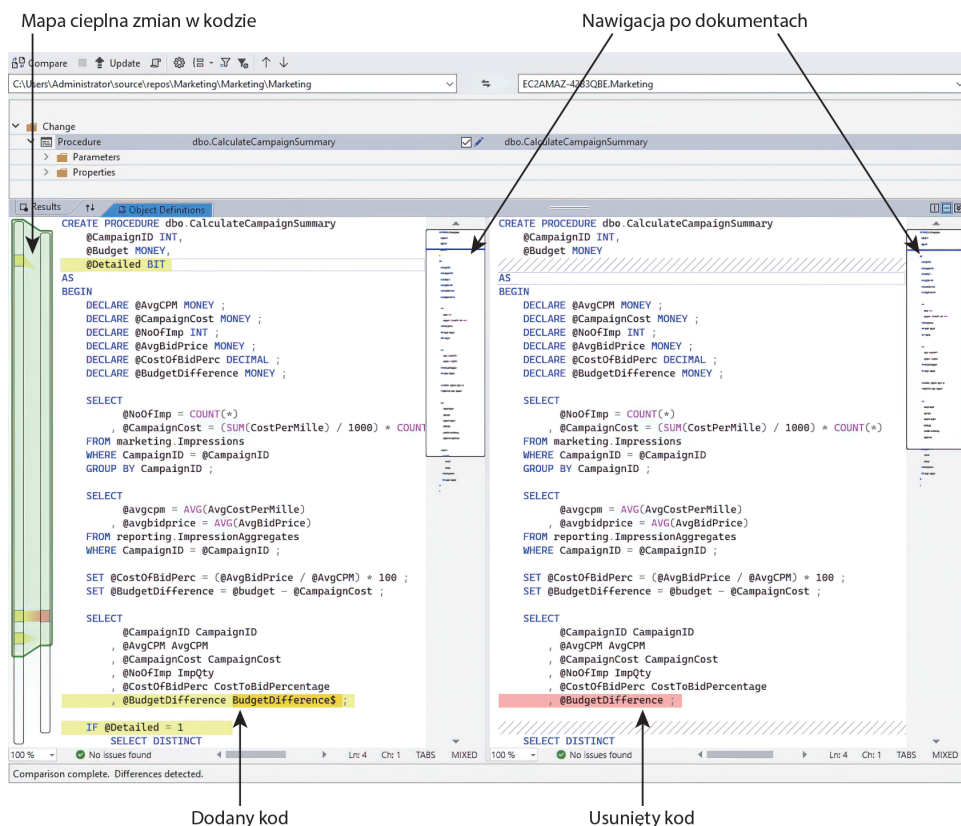 Mapa cieplna zmian w kodzie
Nawigacja po dokumentach
Compare Update
C:\Users\Administrator\source\repos\Marketing\Marketing\Marketing
EC2AMAZ-42B3QBE.Marketing
Change
Procedure dbo.CalculateCampaignSummary dbo.CalculateCampaignSummary
Parameters
Properties
Results Object Definitions
CREATE PROCEDURE dbo.CalculateCampaignSummary
@CampaignID INT,
@Budget MONEY,
@Detailed BIT
AS
BEGIN
DECLARE @AvgCPM MONEY ;
DECLARE @CampaignCost MONEY ;
DECLARE @NoOfImp INT ;
DECLARE @AvgBidPrice MONEY ;
DECLARE @CostOfBidPerc DECIMAL ;
DECLARE @BudgetDifference MONEY ;
SELECT
@NoOfImp = COUNT(*)
, @CampaignCost = (SUM(CostPerMille) / 1000) * COUNT
FROM marketing.Impressions
WHERE CampaignID = @CampaignID
GROUP BY CampaignID ;
SELECT
@avgcpm = AVG(AvgCostPerMille)
, @avgbidprice = AVG(AvgBidPrice)
FROM reporting.ImpressionAggregates
WHERE CampaignID = @CampaignID ;
SET @CostOfBidPerc = (@AvgBidPrice / @AvgCPM) * 100 ;
SET @BudgetDifference = @budget - @CampaignCost ;
SELECT
@CampaignID CampaignID
, @AvgCPM AvgCPM
, @CampaignCost CampaignCost
, @NoOfImp ImpQty
, @CostOfBidPerc CostToBidPercentage
, @BudgetDifference BudgetDifference$ ;
IF @Detailed = 1
SELECT DISTINCT
CREATE PROCEDURE dbo.CalculateCampaignSummary
@CampaignID INT,
@Budget MONEY
AS
BEGIN
DECLARE @AvgCPM MONEY ;
DECLARE @CampaignCost MONEY ;
DECLARE @NoOfImp INT ;
DECLARE @AvgBidPrice MONEY ;
DECLARE @CostOfBidPerc DECIMAL ;
DECLARE @BudgetDifference MONEY ;
SELECT
@NoOfImp = COUNT(*)
, @CampaignCost = (SUM(CostPerMille) / 1000) * COUNT(*)
FROM marketing.Impressions
WHERE CampaignID = @CampaignID
GROUP BY CampaignID ;
SELECT
@avgcpm = AVG(AvgCostPerMille)
, @avgbidprice = AVG(AvgBidPrice)
FROM reporting.ImpressionAggregates
WHERE CampaignID = @CampaignID ;
SET @CostOfBidPerc = (@AvgBidPrice / @AvgCPM) * 100 ;
SET @BudgetDifference = @budget - @CampaignCost ;
SELECT
@CampaignID CampaignID
, @AvgCPM AvgCPM
, @CampaignCost CampaignCost
, @NoOfImp ImpQty
, @CostOfBidPerc CostToBidPercentage
, @BudgetDifference ;
SELECT DISTINCT
100 % No issues found Ln: 4 Ch: 1 TABS MIXED
100 % No issues found Ln: 4 Ch: 1 TABS MIXED
Comparison complete. Differences detected.
Dodany kod
Usunięty kod